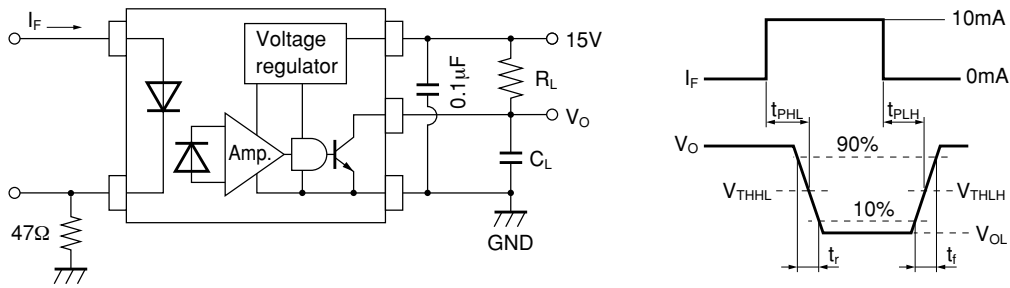 I_F
Voltage
regulator
Amp.
47Ω
15V
0.1μF
R_L
V_O
C_L
GND
10mA
I_F
0mA
t_PHL
t_PLH
V_O
90%
V_THHL
V_THLH
10%
V_OL
t_r
t_f